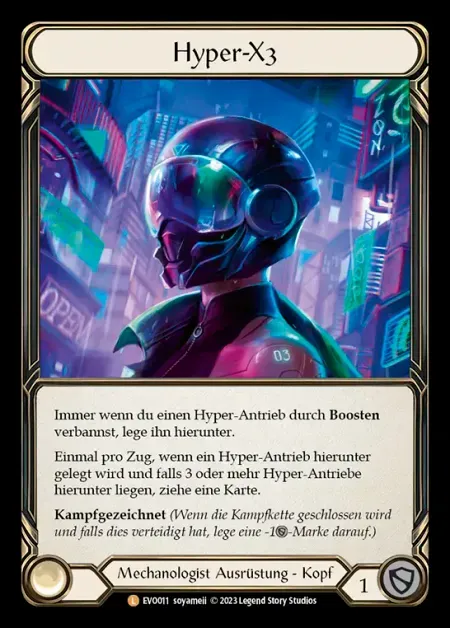 Hyper-X3
OPEN
03
Immer wenn du einen Hyper-Antrieb durch Boosten
verbannst, lege ihn hierunter.
Einmal pro Zug, wenn ein Hyper-Antrieb hierunter
gelegt wird und falls 3 oder mehr Hyper-Antriebe
hierunter liegen, ziehe eine Karte.
Kampfgezeichnet (Wenn die Kampfkette geschlossen wird
und falls dies verteidigt hat, lege eine -1-Marke darauf.)
Mechanologist Ausrüstung - Kopf
1
L EVO011 soyameii © 2023 Legend Story Studios